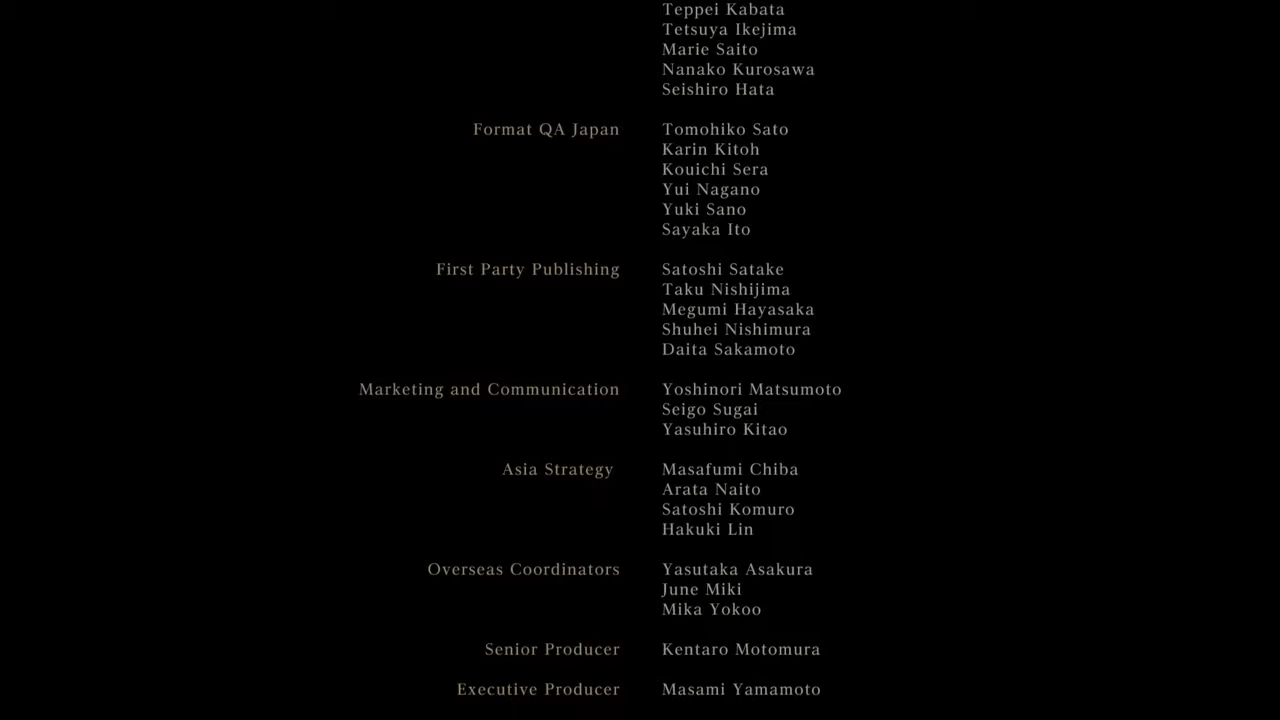 Teppei Kabata
Tetsuya Ikejima
Marie Saito
Nanako Kurosawa
Seishiro Hata
Format QA Japan Tomohiko Sato
Karin Kitoh
Kouichi Sera
Yui Nagano
Yuki Sano
Sayaka Ito
First Party Publishing Satoshi Satake
Taku Nishijima
Megumi Hayasaka
Shuhei Nishimura
Daita Sakamoto
Marketing and Communication Yoshinori Matsumoto
Seigo Sugai
Yasuhiro Kitao
Asia Strategy Masafumi Chiba
Arata Naito
Satoshi Komuro
Hakuki Lin
Overseas Coordinators Yasutaka Asakura
June Miki
Mika Yokoo
Senior Producer Kentaro Motomura
Executive Producer Masami Yamamoto